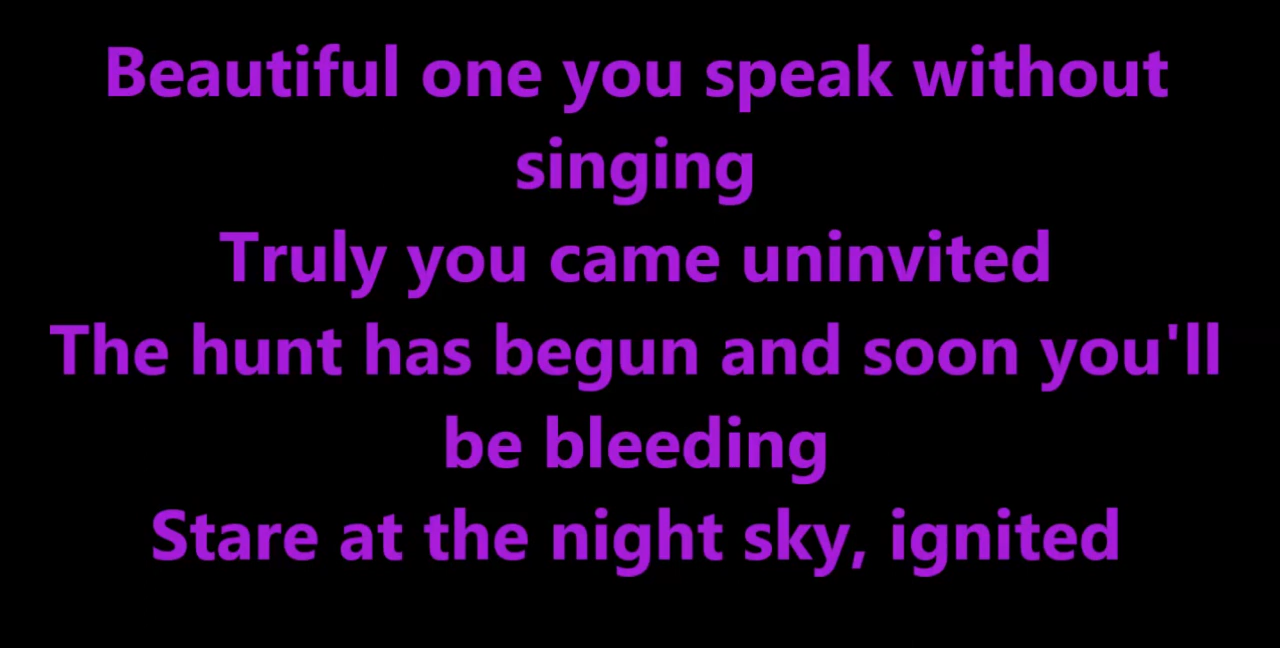 Beautiful one you speak without
singing
Truly you came uninvited
The hunt has begun and soon you'll
be bleeding
Stare at the night sky, ignited